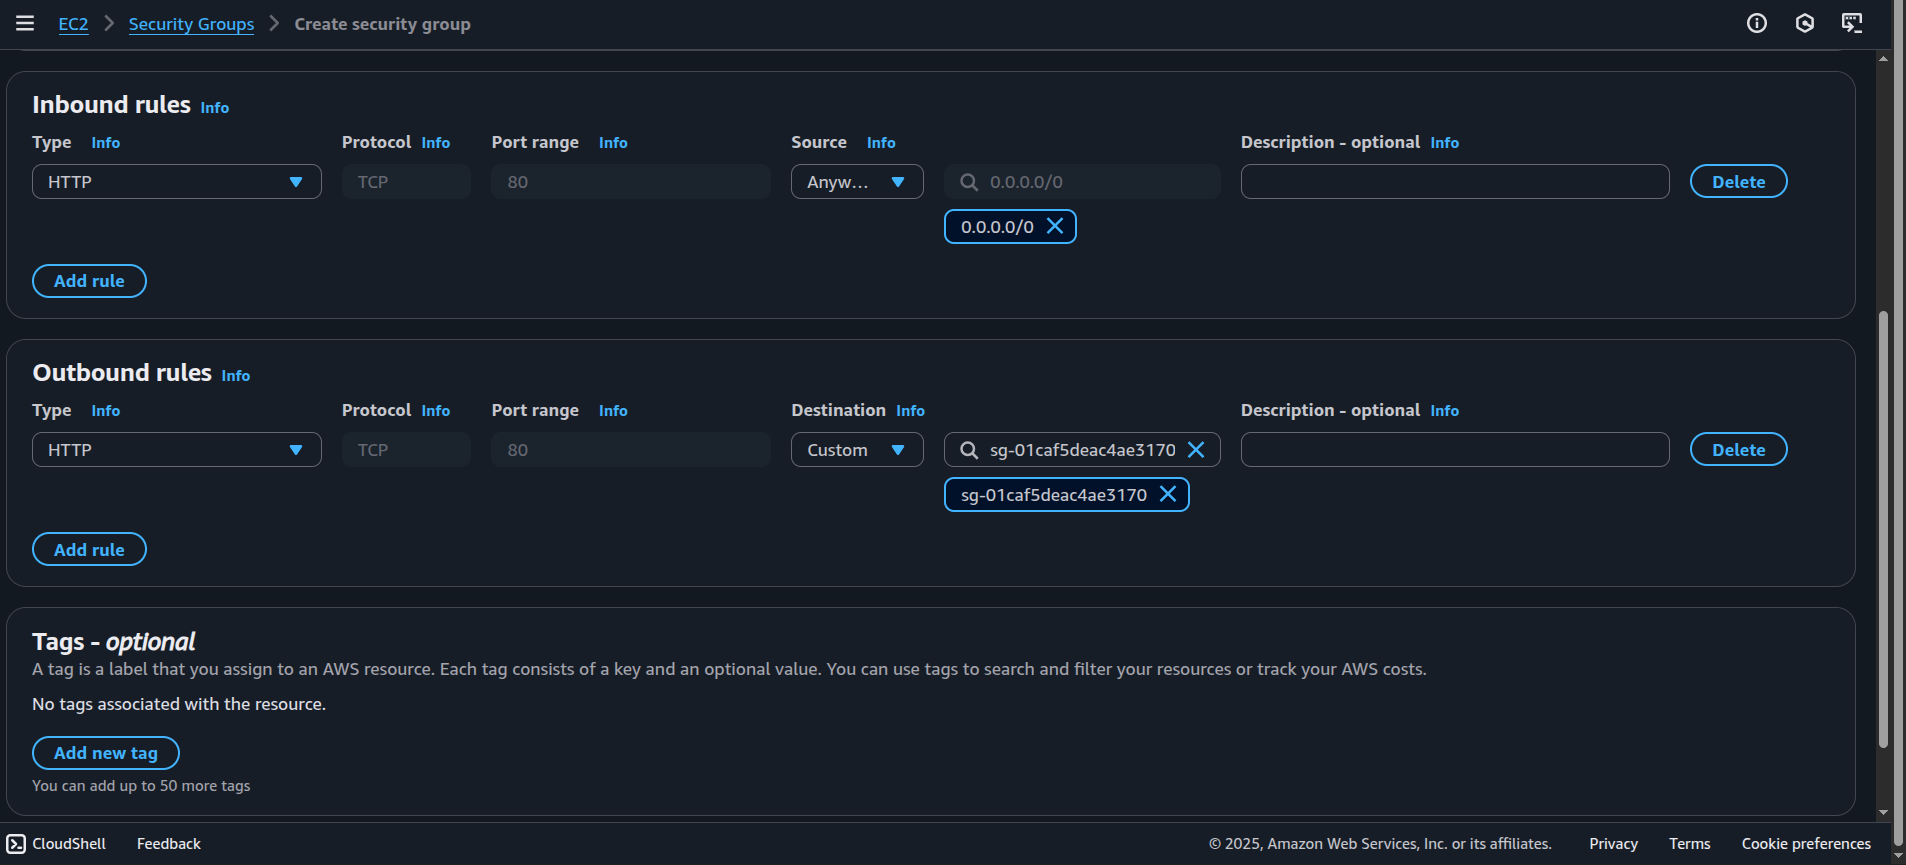 EC2 > Security Groups > Create security group
Inbound rules Info
Type Info Protocol Info Port range Info Source Info Description – optional Info
HTTP TCP 80 Anyw... 0.0.0.0/0 Delete
0.0.0.0/0
Add rule
Outbound rules Info
Type Info Protocol Info Port range Info Destination Info Description – optional Info
HTTP TCP 80 Custom sg-01caf5deac4ae3170 Delete
sg-01caf5deac4ae3170
Add rule
Tags – optional
A tag is a label that you assign to an AWS resource. Each tag consists of a key and an optional value. You can use tags to search and filter your resources or track your AWS costs.
No tags associated with the resource.
Add new tag
You can add up to 50 more tags
CloudShell Feedback © 2025, Amazon Web Services, Inc. or its affiliates. Privacy Terms Cookie preferences